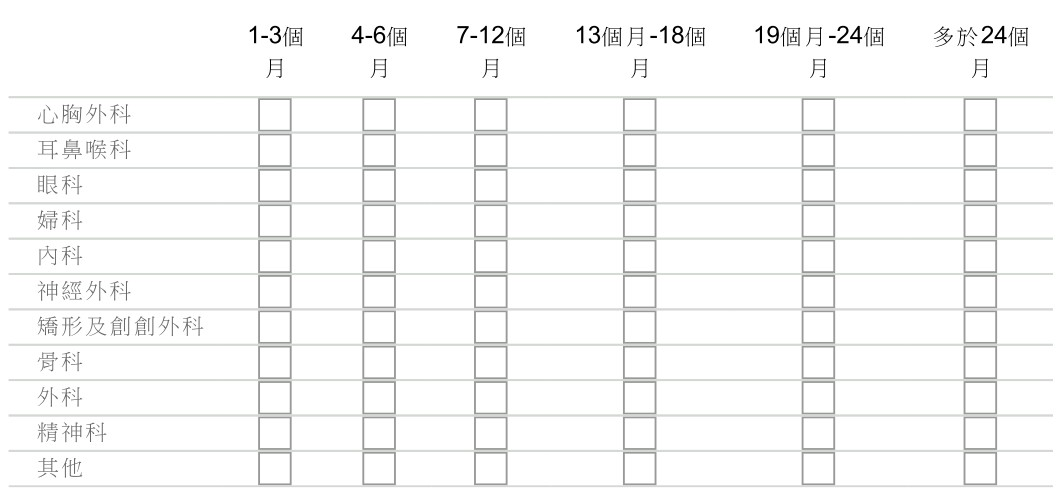 1-3個 4-6個 7-12個 13個月-18個 19個月-24個 多於24個
月 月 月 月 月 月
心胸外科
耳鼻喉科
眼科
婦科
內科
神經外科
矯形及創創外科
骨科
外科
精神科
其他